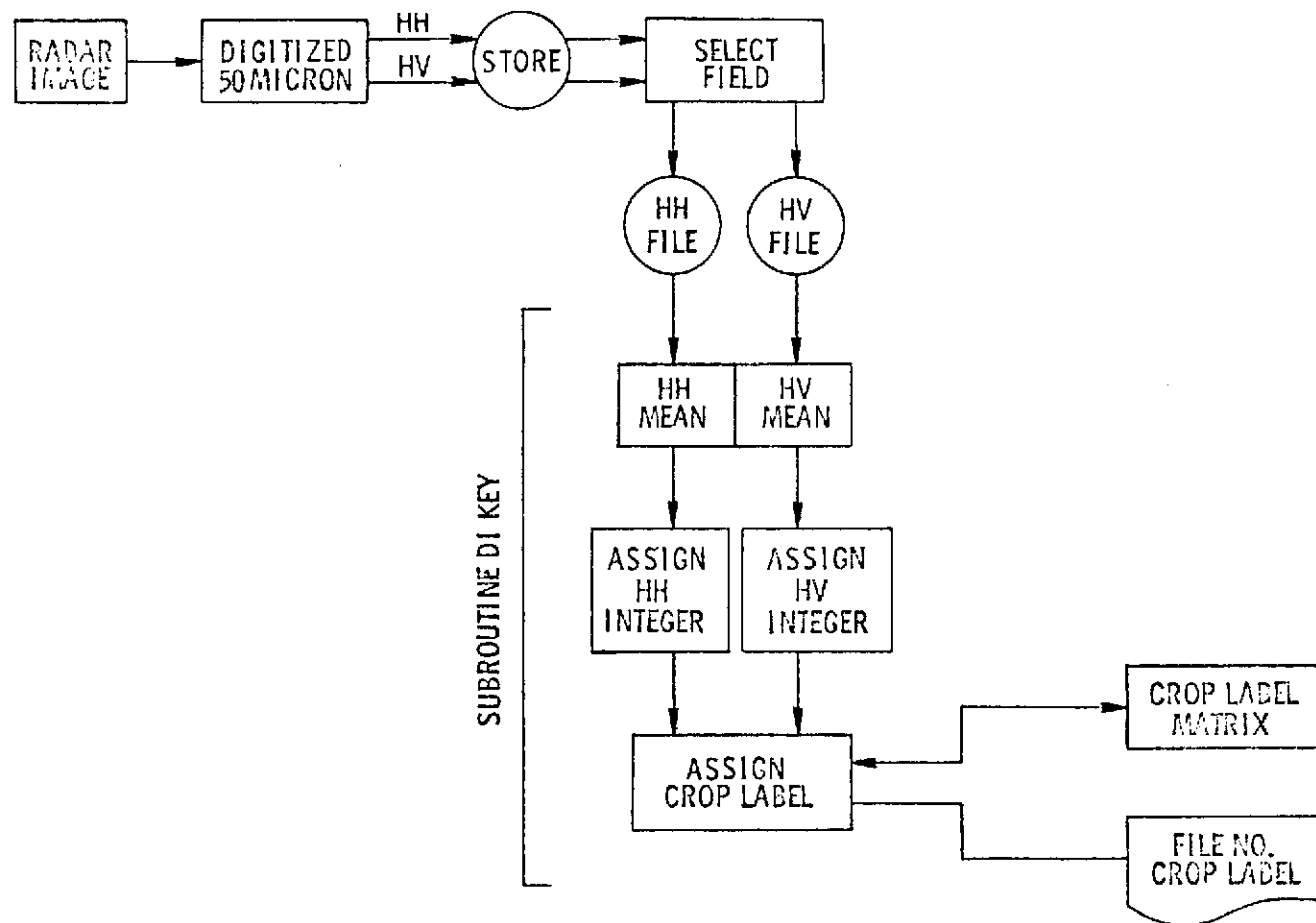 RADAR
IMAGE
DIGITIZED
50 MICRON
HH
HV
STORE
SELECT
FIELD
HH
FILE
HV
FILE
HH
MEAN
HV
MEAN
SUBROUTINE DI KEY
ASSIGN
HH
INTEGER
ASSIGN
HV
INTEGER
ASSIGN
CROP LABEL
CROP LABEL
MATRIX
FILE NO.
CROP LABEL